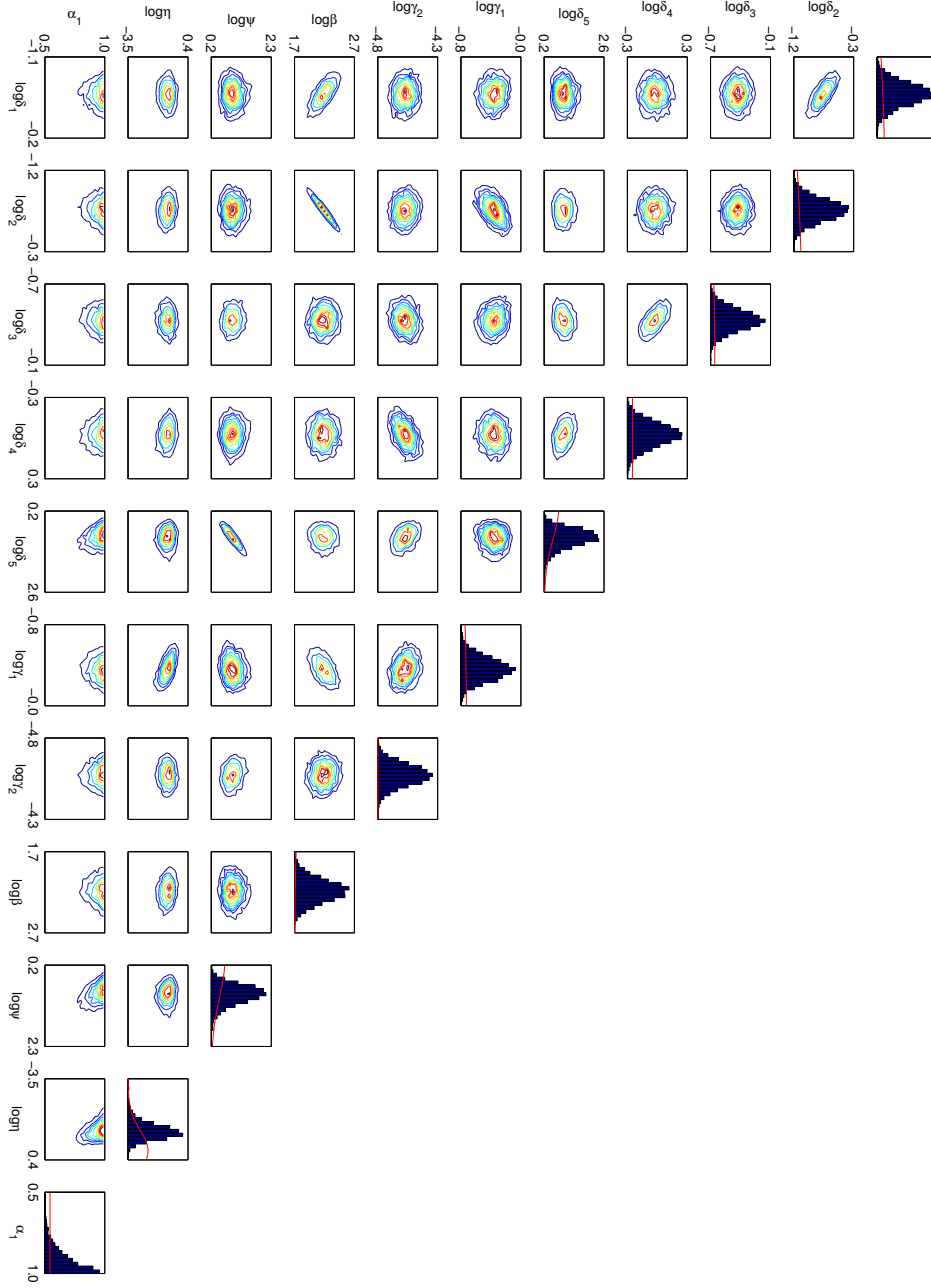 α1
logη
logψ
logβ
logγ2
logγ1
logδ5
logδ4
logδ3
logδ2
0.5 1.0
−3.5 0.4
0.2 2.3
1.7 2.7
−4.8 −4.3
−0.8 −0.0
0.2 2.6
−0.3 0.3
−0.7 −0.1
−1.2 −0.3
−1.1 logδ1 −0.2
−1.2 logδ2 −0.3
−0.7 logδ3 −0.1
−0.3 logδ4 0.3
0.2 logδ5 2.6
−0.8 logγ1 −0.0
−4.8 logγ2 −4.3
1.7 logβ 2.7
0.2 logψ 2.3
−3.5 logη 0.4
0.5 α1 1.0